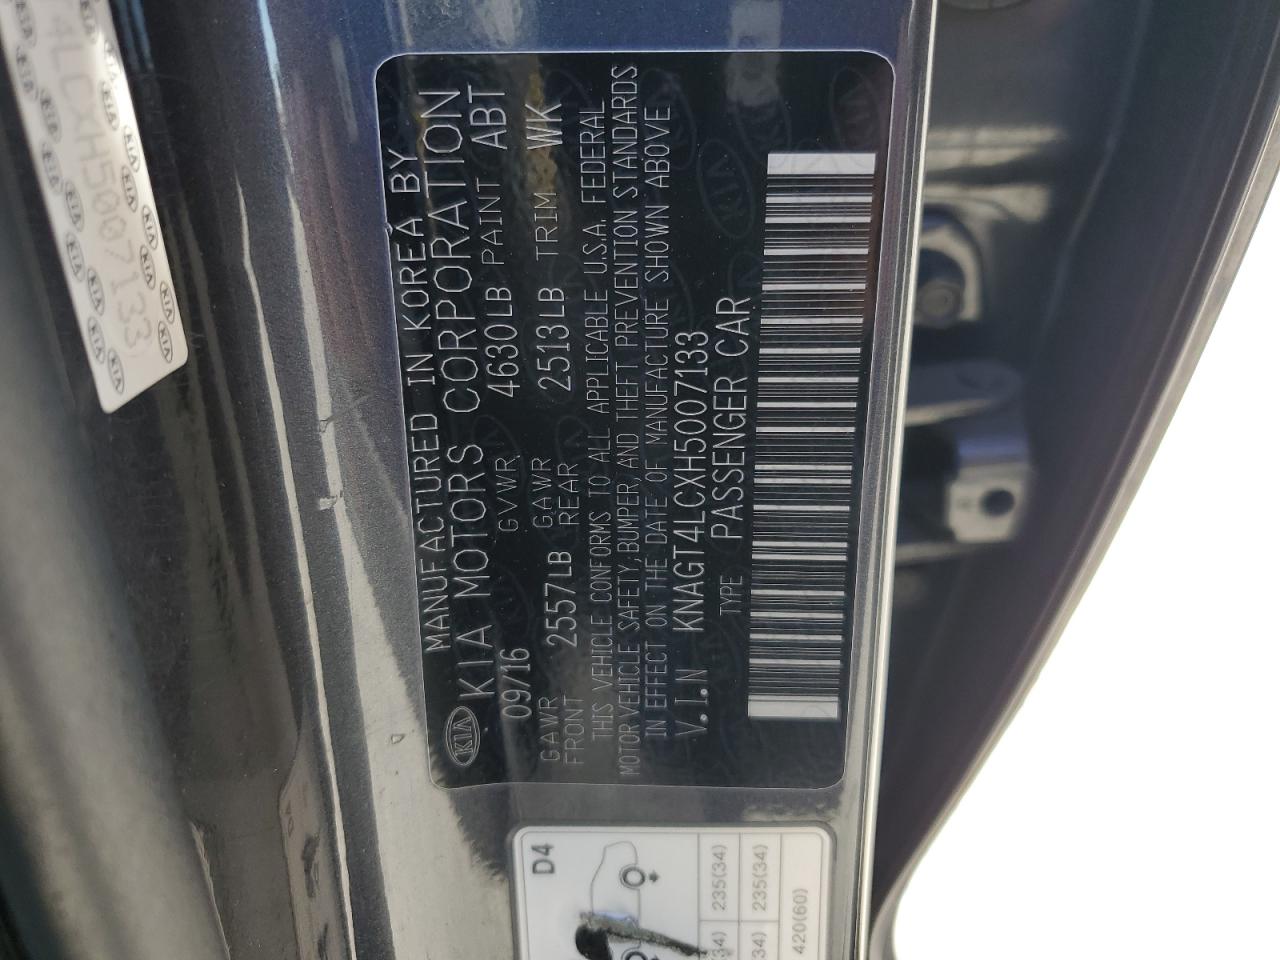 MANUFACTURED IN KOREA BY
KIA KIA MOTORS CORPORATION
09/16 GVWR 4630LB PAINT ABT
GAWR FRONT 2557LB GAWR REAR 2513LB TRIM WK
THIS VEHICLE CONFORMS TO ALL APPLICABLE U.S.A. FEDERAL
MOTOR VEHICLE SAFETY, BUMPER, AND THEFT PREVENTION STANDARDS
IN EFFECT ON THE DATE OF MANUFACTURE SHOWN ABOVE
V.I.N KNAGT4LCXH5007133
TYPE PASSENGER CAR
4LCXH5007133
D4
235(34)
235(34)
420(60)